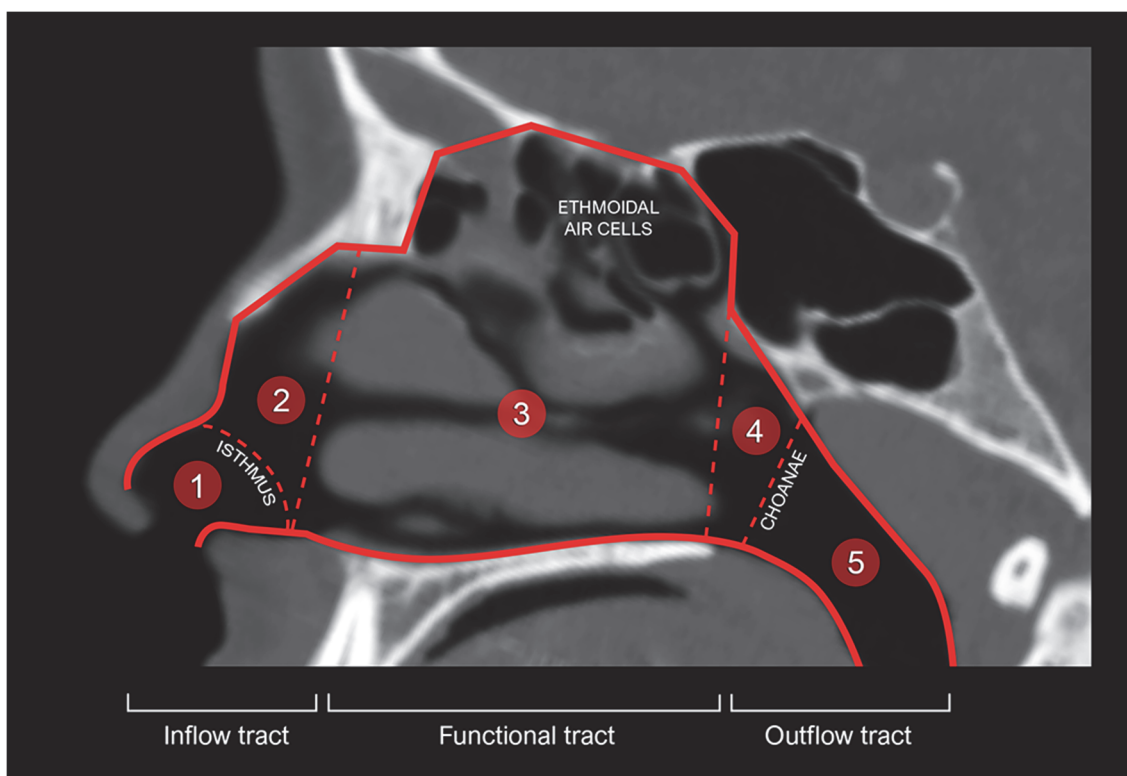 ETHMOIDAL
AIR CELLS
2
3
4
ISTHMUS
1
CHOANAE
5
Inflow tract
Functional tract
Outflow tract